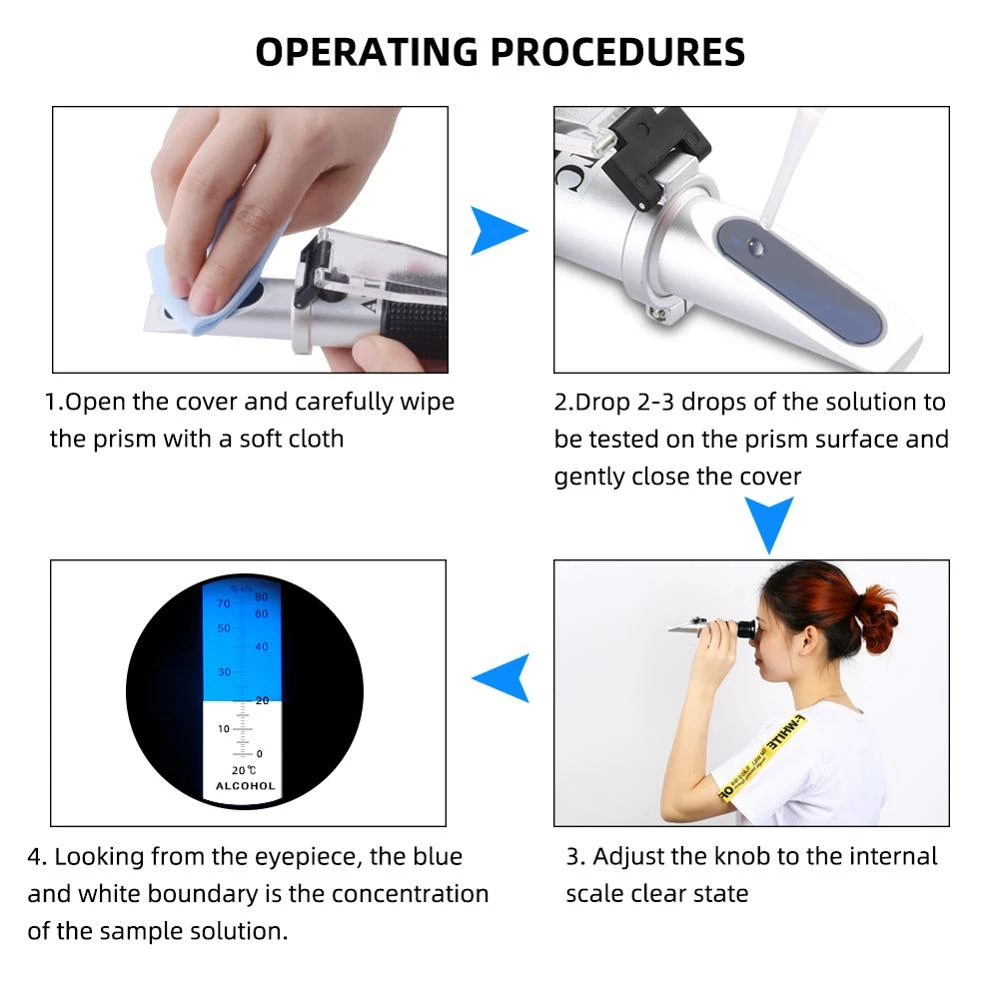 OPERATING PROCEDURES
1.Open the cover and carefully wipe
the prism with a soft cloth
2.Drop 2-3 drops of the solution to
be tested on the prism surface and
gently close the cover
3. Adjust the knob to the internal
scale clear state
WHITE
OF
4. Looking from the eyepiece, the blue
and white boundary is the concentration
of the sample solution.
% v/v
70 80
60
50
40
30
20
10
0
20℃
ALCOHOL